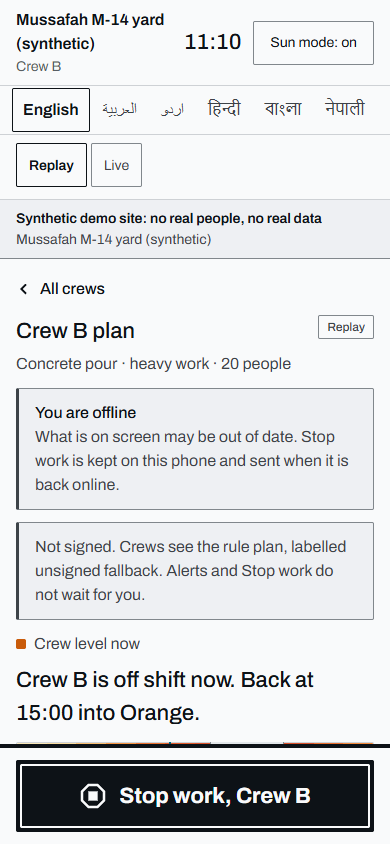 Mussafah M-14 yard
(synthetic)
Crew B
11:10
Sun mode: on
English
العربية
اردو
हिन्दी
বাংলা
नेपाली
Replay
Live
Synthetic demo site: no real people, no real data
Mussafah M-14 yard (synthetic)
All crews
Crew B plan
Replay
Concrete pour · heavy work · 20 people
You are offline
What is on screen may be out of date. Stop
work is kept on this phone and sent when it is
back online.
Not signed. Crews see the rule plan, labelled
unsigned fallback. Alerts and Stop work do
not wait for you.
Crew level now
Crew B is off shift now. Back at
15:00 into Orange.
Stop work, Crew B